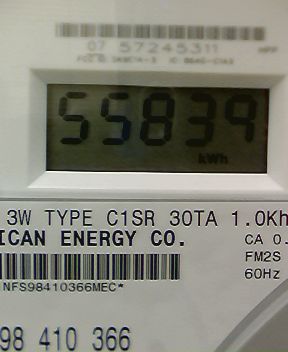 07 57245311
55839
kWh
3W TYPE C1SR 30TA 1.0Kh
ICAN ENERGY CO.
CA 0.
FM2S
60Hz
NFS98410366MEC*
98 410 366